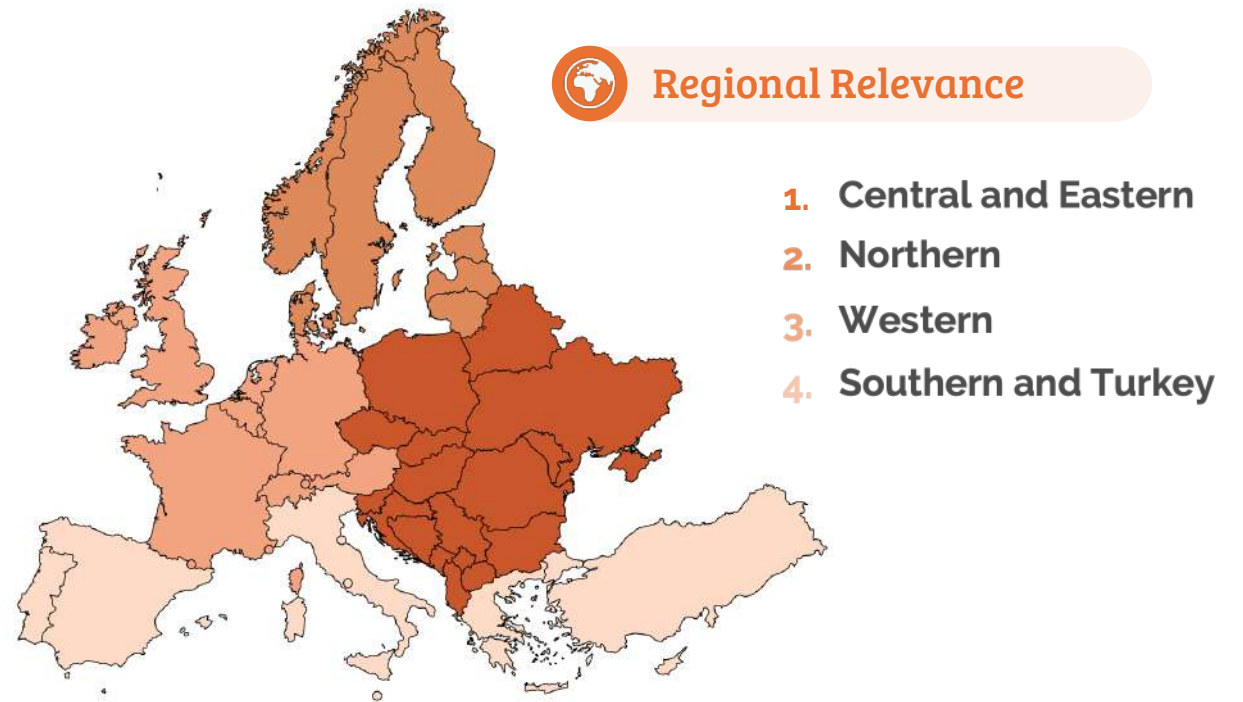 Regional Relevance
1. Central and Eastern
2. Northern
3. Western
4. Southern and Turkey